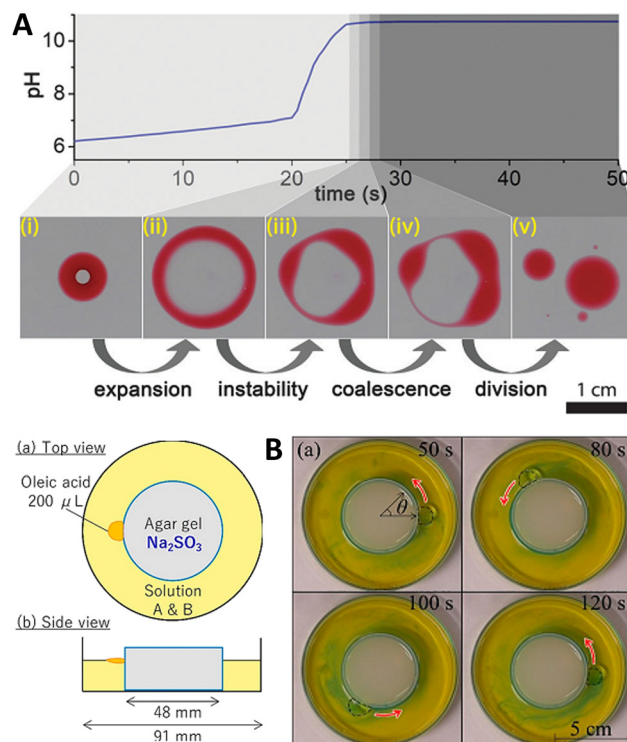 A
pH
10
8
6
0 10 20 30 40 50
time (s)
(i) (ii) (iii) (iv) (v)
expansion instability coalescence division
1 cm
(a) Top view
Oleic acid
200 μL
Agar gel
Na₂SO₃
Solution
A & B
(b) Side view
48 mm
91 mm
B
(a) 50 s 80 s
θ
100 s 120 s
5 cm